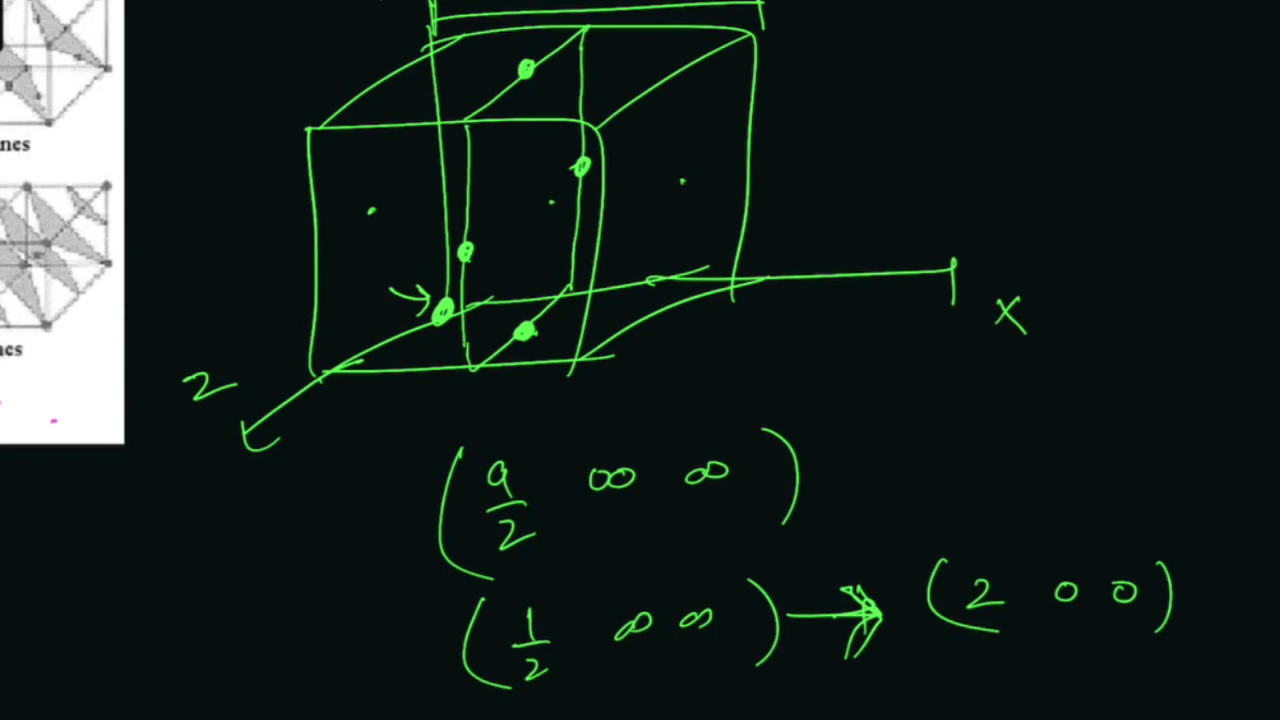 nes
nes
X
Z
(a/2 ∞ ∞)
(1/2 ∞ ∞) → (2 0 0)